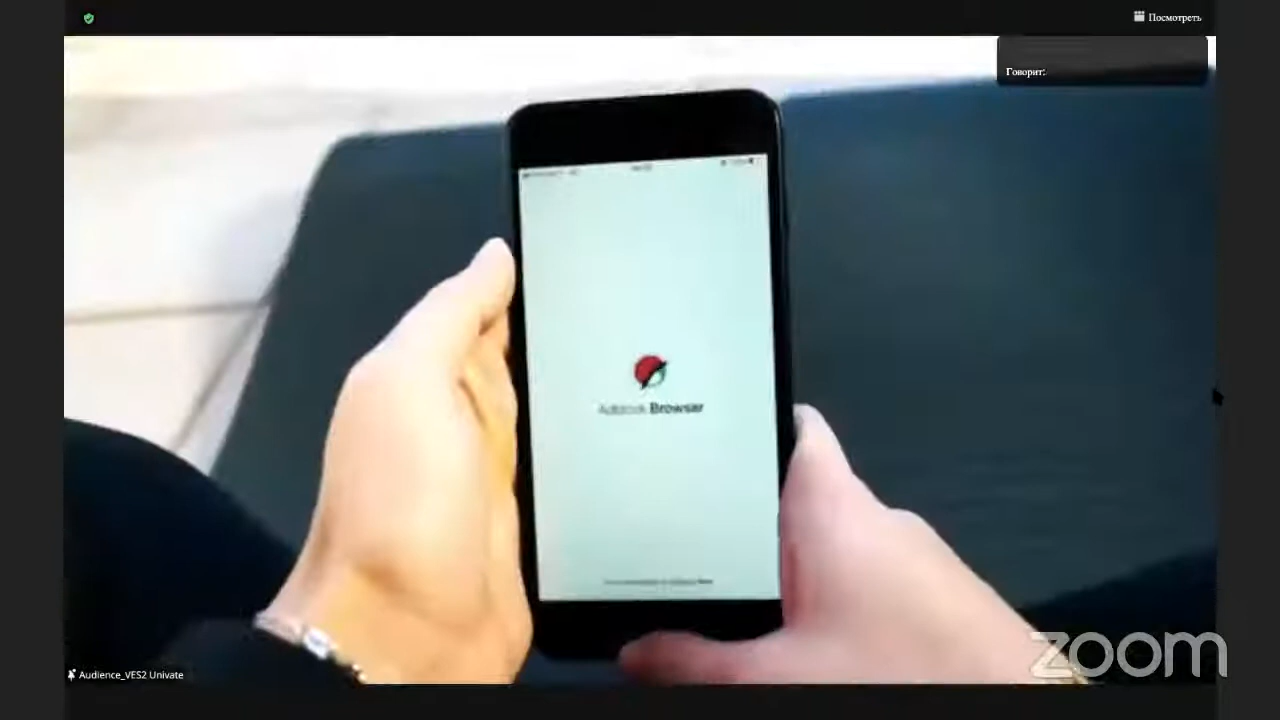 Посмотреть
Говорит:
Adblock Browser
Audience_VES2 Univate
zoom